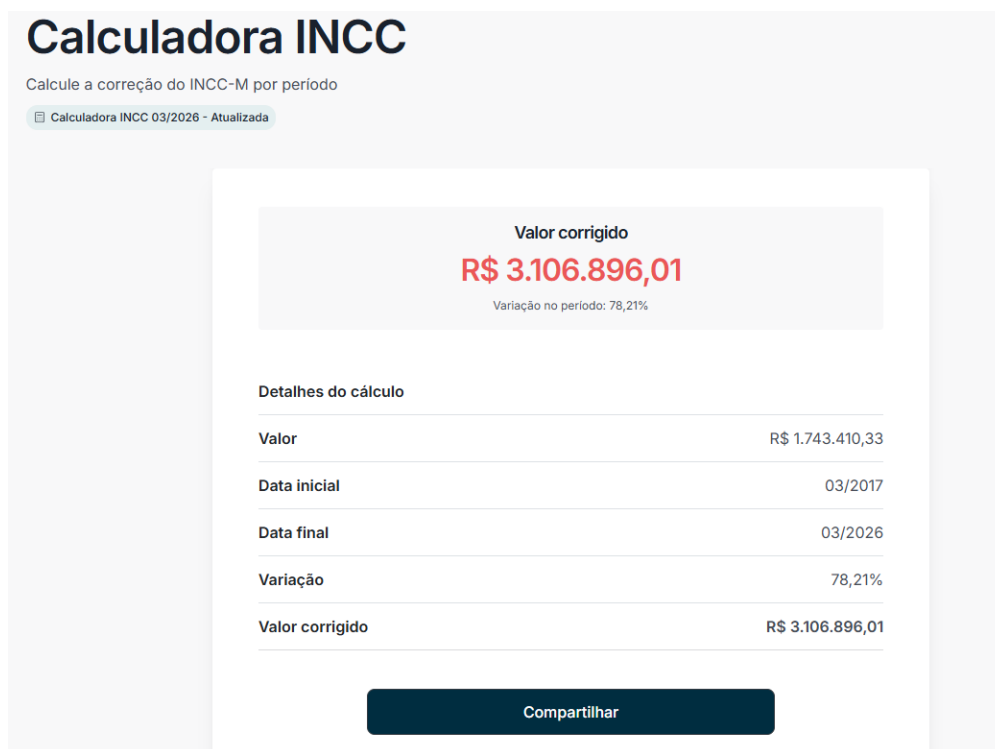 Calculadora INCC
Calcule a correção do INCC-M por período
Calculadora INCC 03/2026 - Atualizada
Valor corrigido
R$ 3.106.896,01
Variação no período: 78,21%
Detalhes do cálculo
Valor R$ 1.743.410,33
Data inicial 03/2017
Data final 03/2026
Variação 78,21%
Valor corrigido R$ 3.106.896,01
Compartilhar